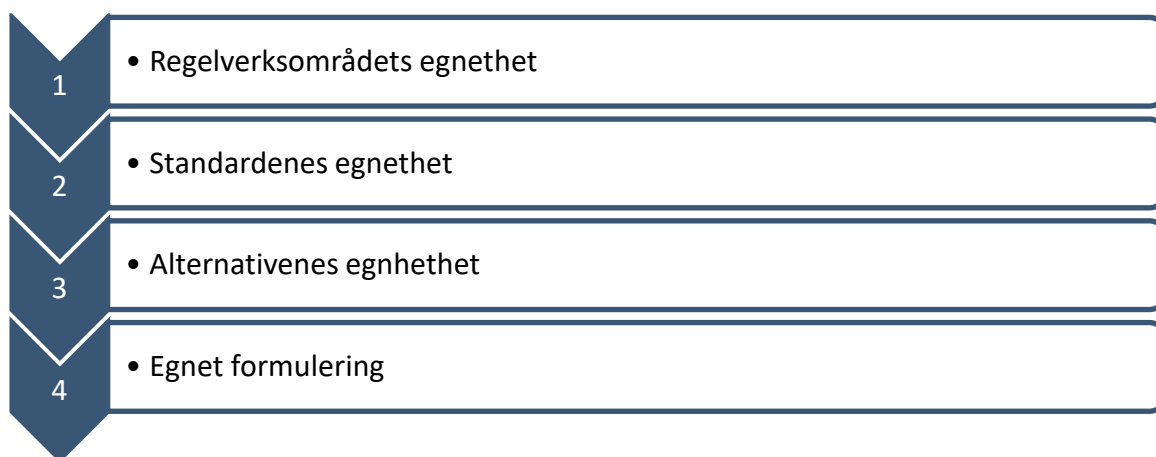 1
• Regelverksområdets egnethet
2
• Standardenes egnethet
3
• Alternativenes egnhethet
4
• Egnet formulering